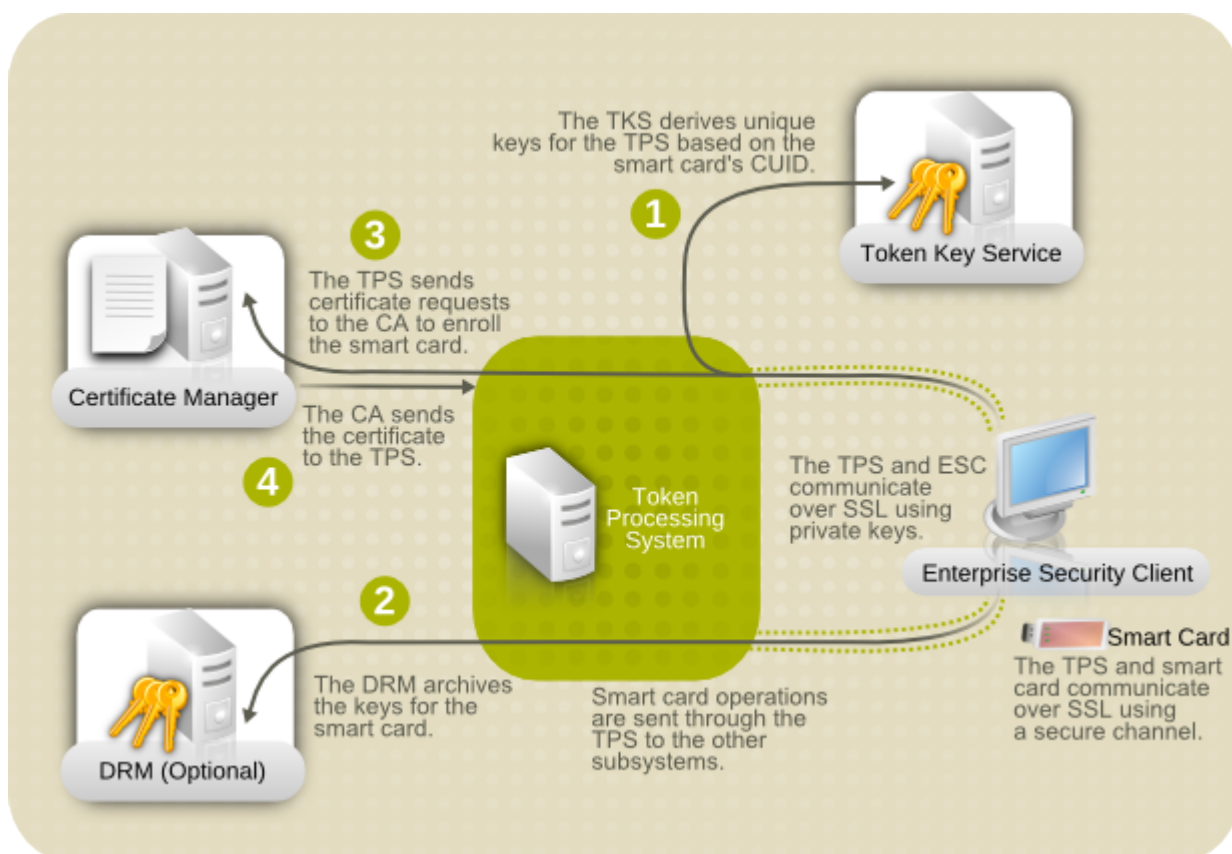 The TKS derives unique
keys for the TPS based on the
smart card's CUID.
1
Token Key Service
3
The TPS sends
certificate requests
to the CA to enroll
the smart card.
Certificate Manager
The CA sends
the certificate
to the TPS.
4
Token
Processing
System
The TPS and ESC
communicate
over SSL using
private keys.
Enterprise Security Client
2
The DRM archives
the keys for the
smart card.
DRM (Optional)
Smart card operations
are sent through the
TPS to the other
subsystems.
Smart Card
The TPS and smart
card communicate
over SSL using
a secure channel.